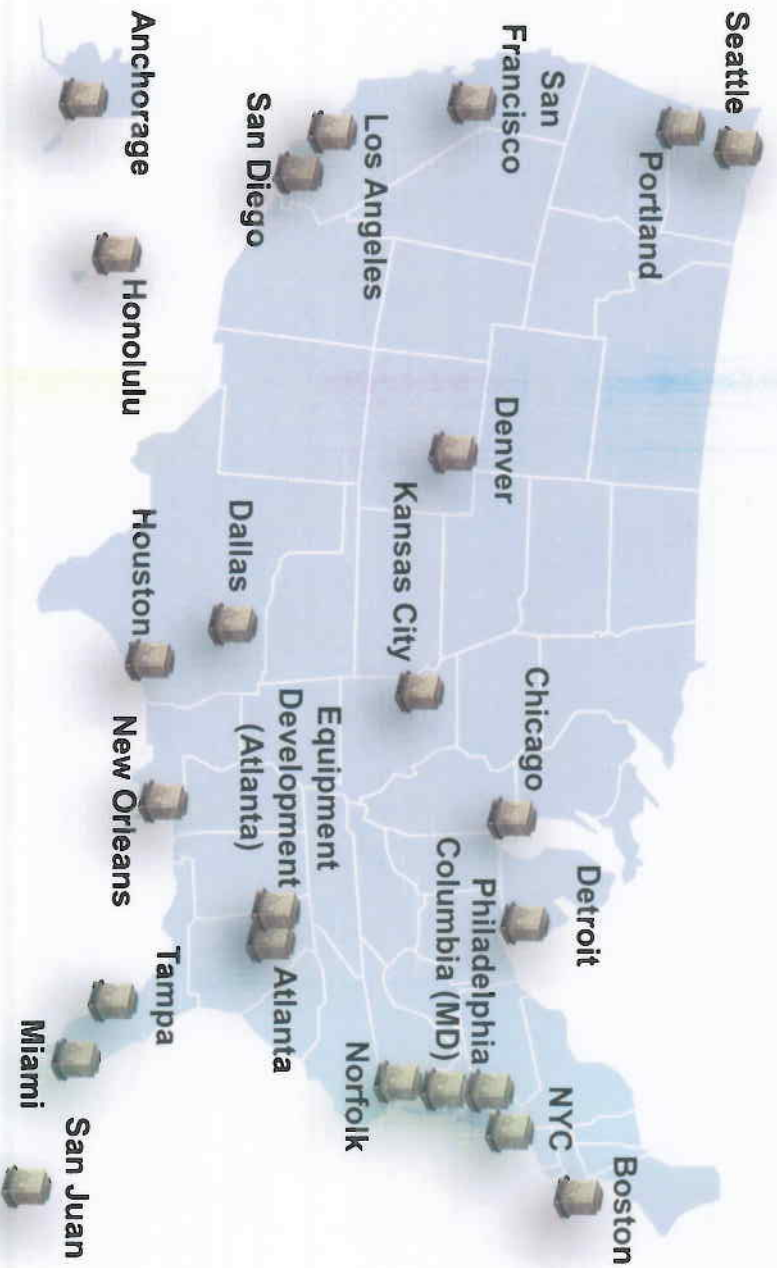 Seattle
Portland
San
Francisco
Los Angeles
San Diego
Anchorage
Honolulu
Denver
Kansas City
Dallas
Houston
New Orleans
Chicago
Detroit
Equipment
Development
(Atlanta)
Atlanta
Philadelphia
Columbia (MD)
Norfolk
NYC
Boston
Tampa
Miami
San Juan